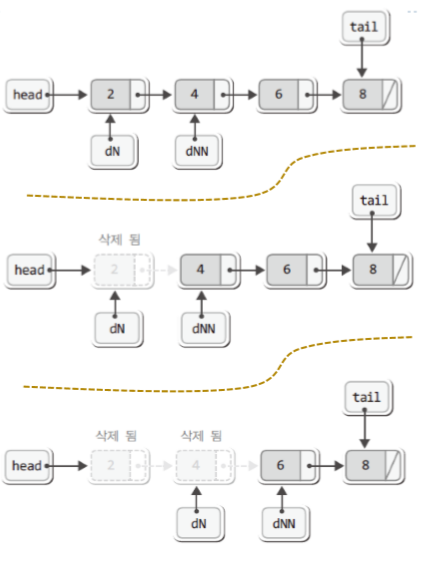 tail
head 2 4 6 8
dN dNN
tail
삭제 됨
head 2 4 6 8
dN dNN
tail
삭제 됨 삭제 됨
head 2 4 6 8
dN dNN